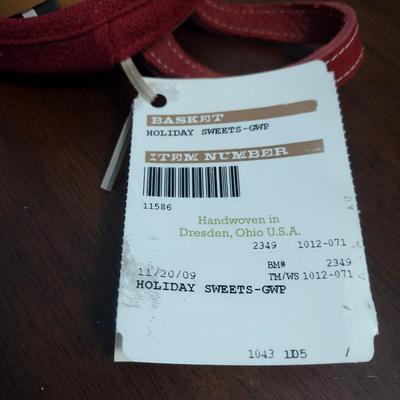 BASKET
HOLIDAY SWEETS-GWP
ITEM NUMBER
11586
Handwoven in
Dresden, Ohio U.S.A.
2349 1012-071
BM# 2349
11/20/09 TM/WS 1012-071
HOLIDAY SWEETS-GWP
1043 1D5 /